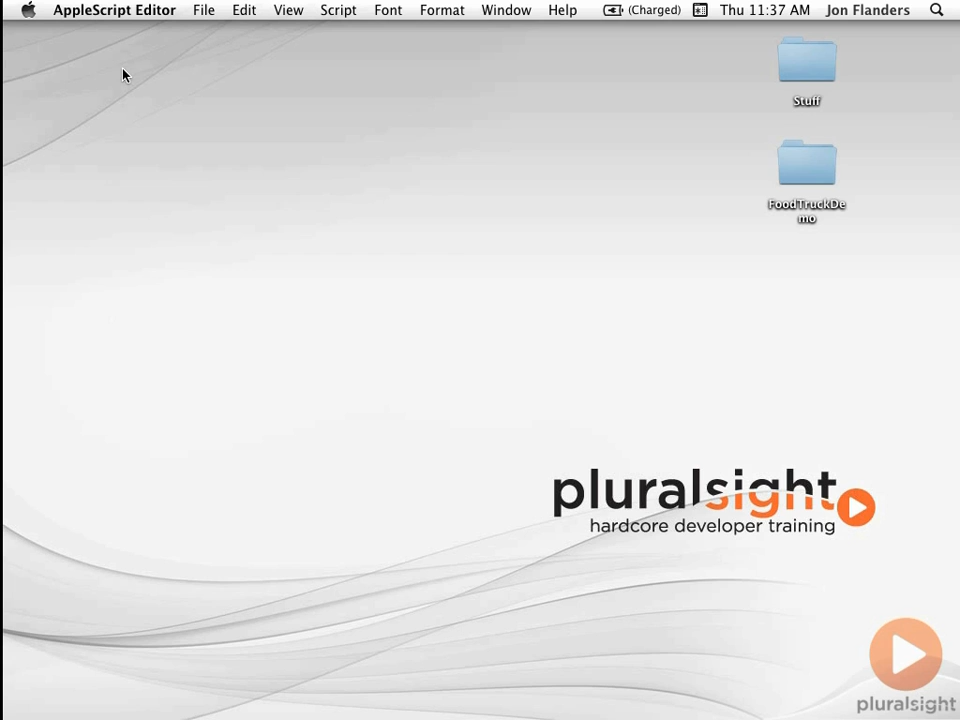 AppleScript Editor File Edit View Script Font Format Window Help (Charged) Thu 11:37 AM Jon Flanders
Stuff
FoodTruckDe
mo
pluralsight
hardcore developer training
pluralsight